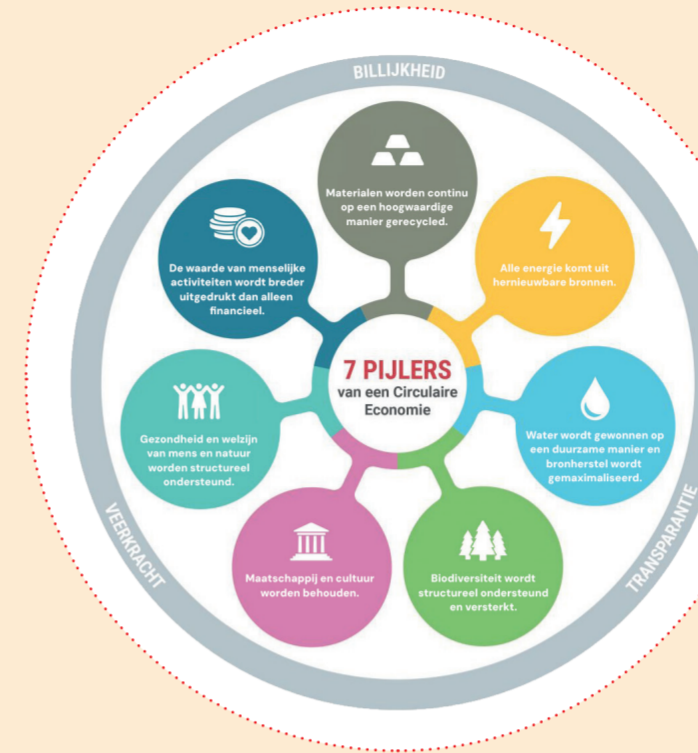 BILLIJKHEID
Materialen worden continu
op een hoogwaardige
manier gerecycled.
Alle energie komt uit
hernieuwbare bronnen.
De waarde van menselijke
activiteiten wordt breder
uitgedrukt dan alleen
financieel.
7 PIJLERS
van een Circulaire
Economie
Water wordt gewonnen op
een duurzame manier en
bronherstel wordt
gemaximaliseerd.
Gezondheid en welzijn
van mens en natuur
worden structureel
ondersteund.
Maatschappij en cultuur
worden behouden.
Biodiversiteit wordt
structureel ondersteund
en versterkt.
VEERKRACHT
TRANSPARANTIE